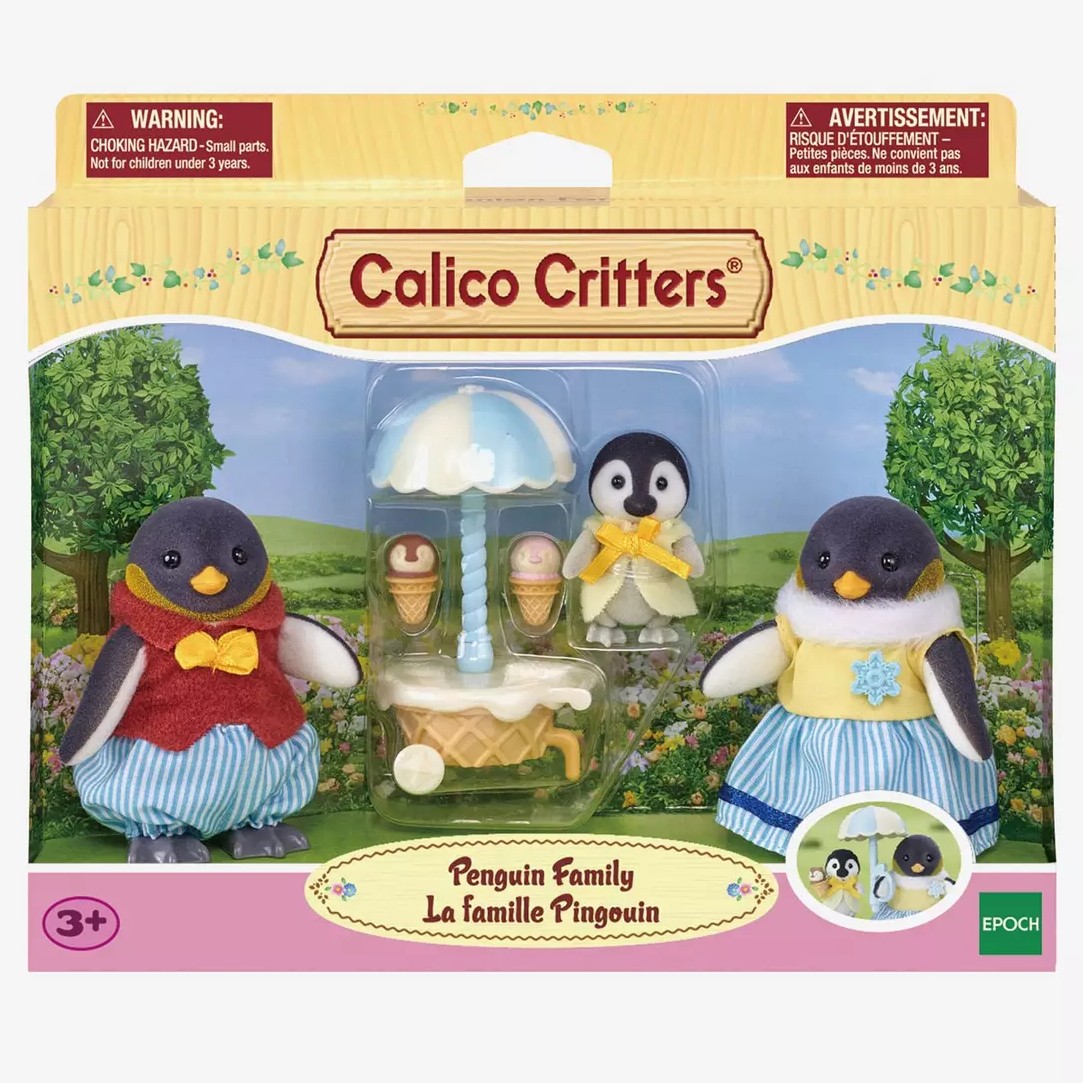 ⚠ WARNING:
CHOKING HAZARD - Small parts.
Not for children under 3 years.
⚠ AVERTISSEMENT:
RISQUE D'ÉTOUFFEMENT –
Petites pièces. Ne convient pas
aux enfants de moins de 3 ans.
Calico Critters®
Penguin Family
La famille Pingouin
3+
EPOCH